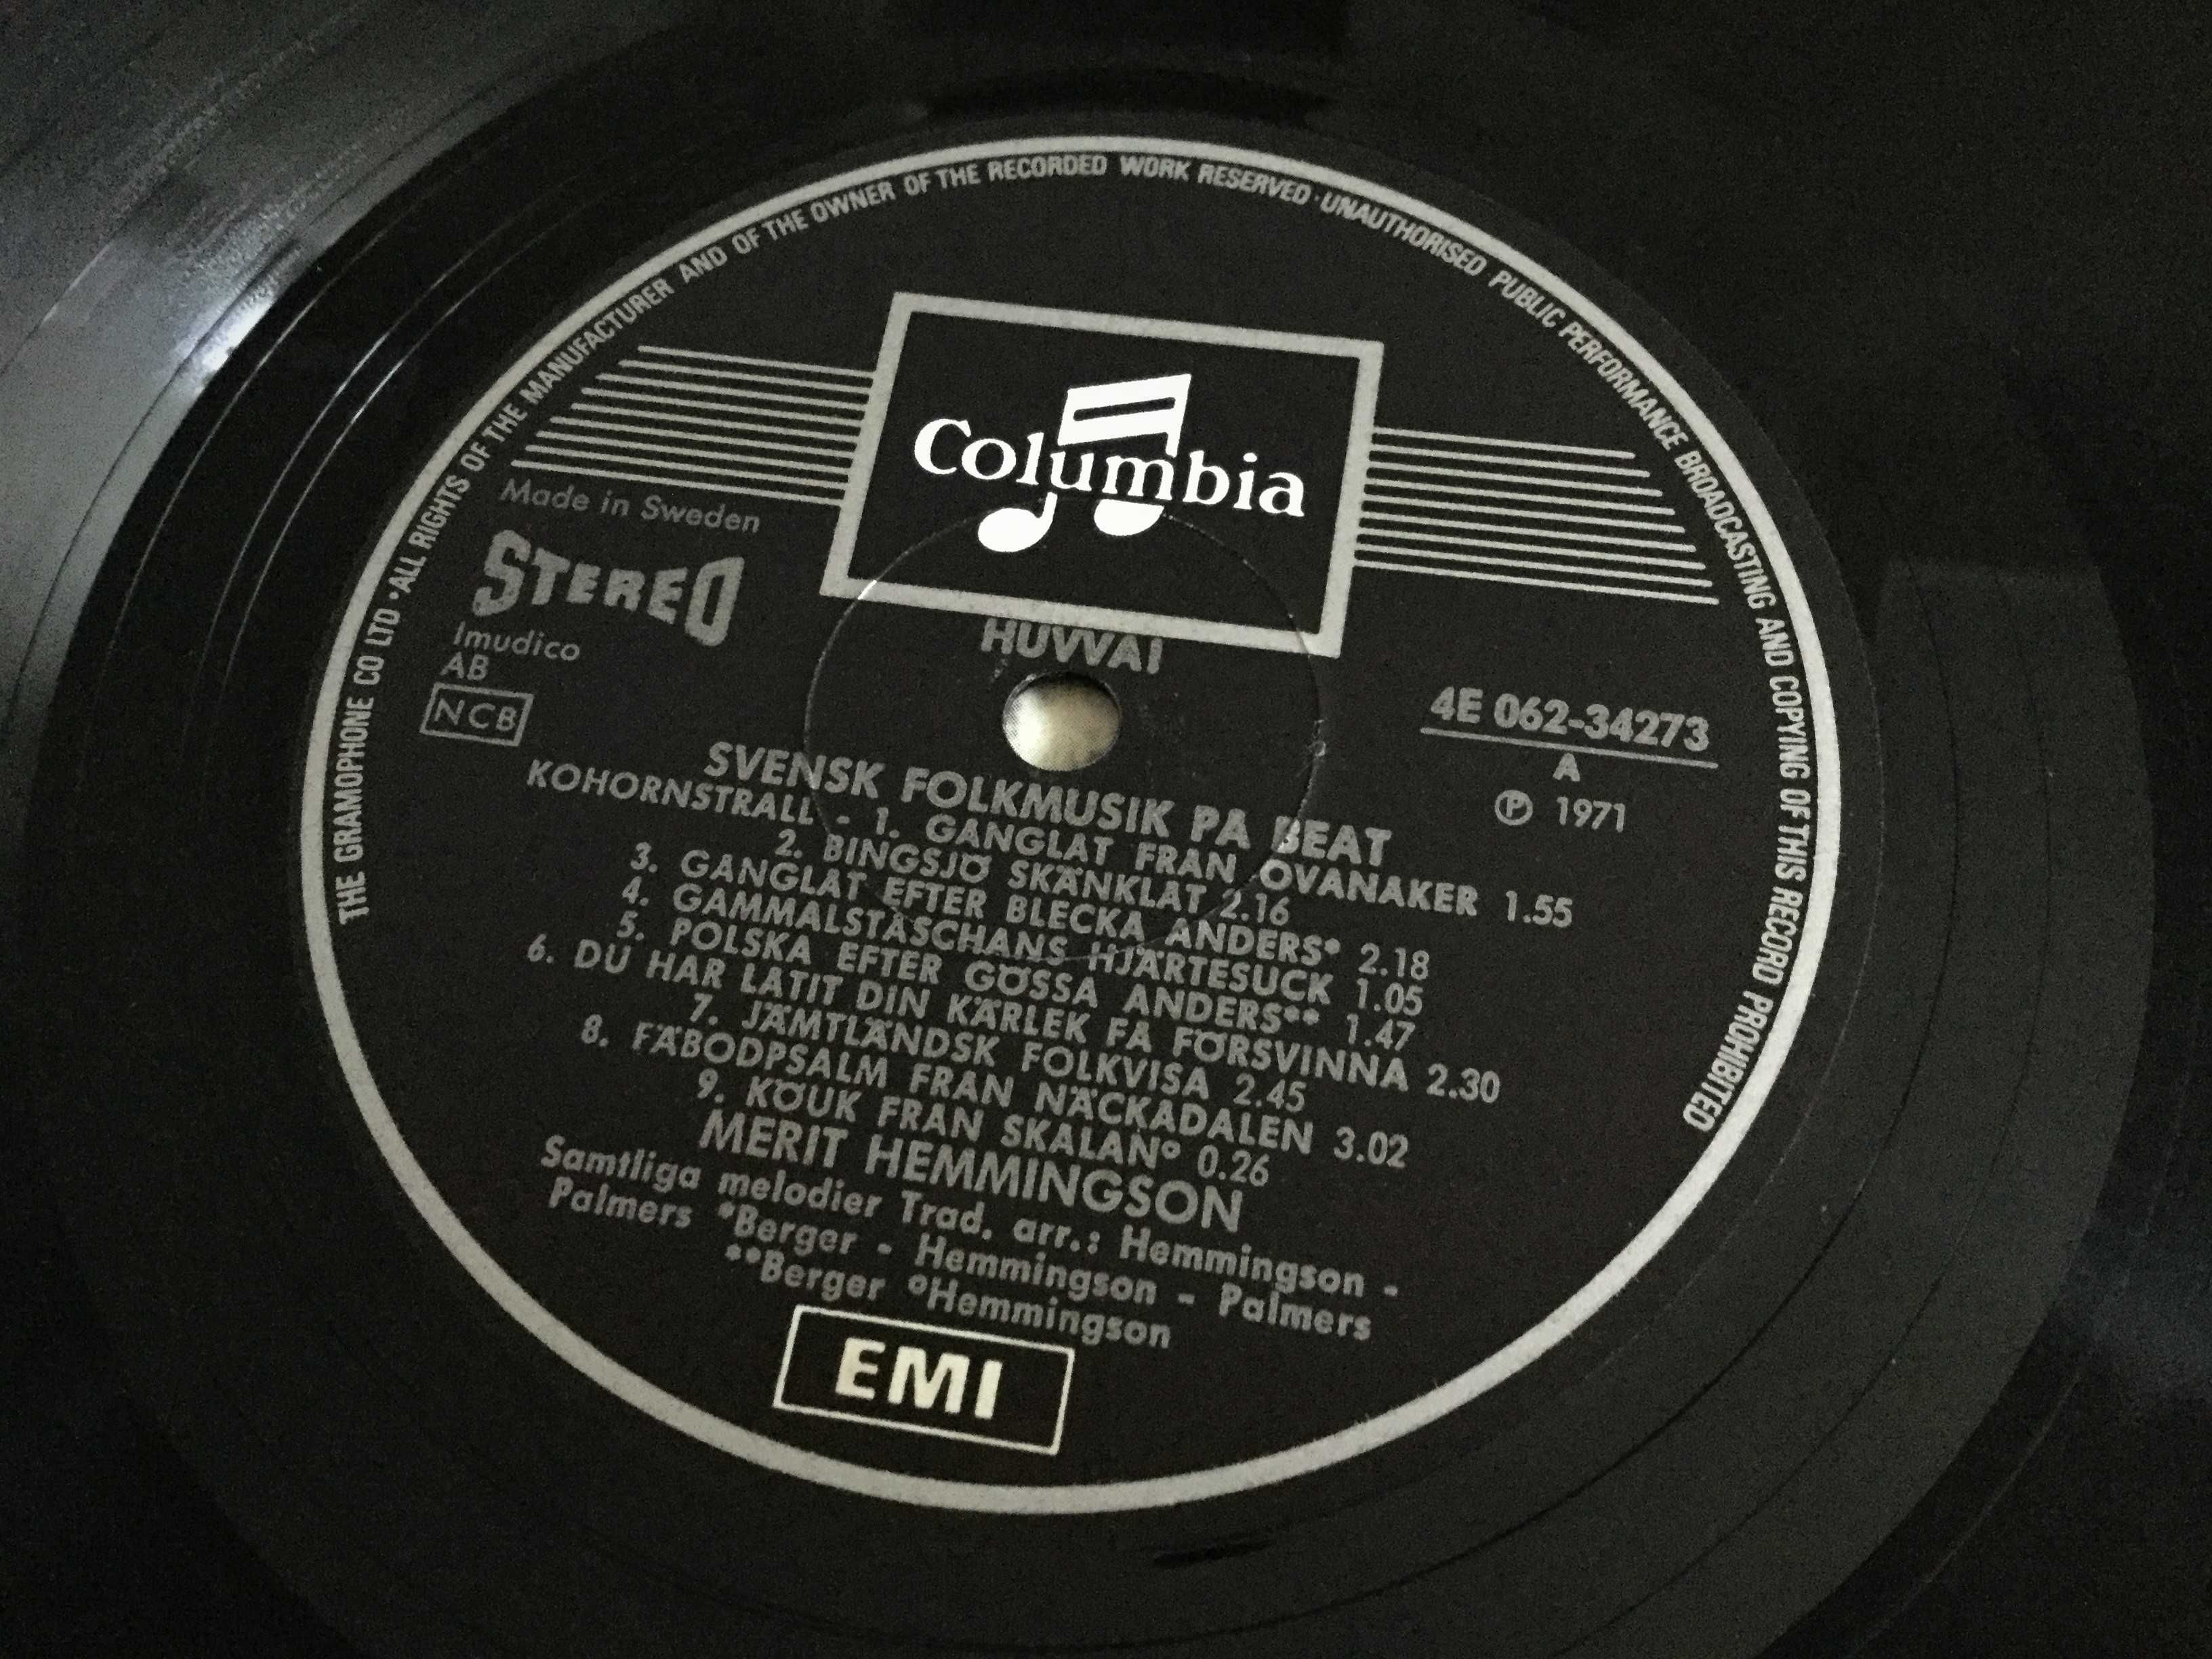 THE GRAMOPHONE CO LTD · ALL RIGHTS OF THE MANUFACTURER AND OF THE OWNER OF THE RECORDED WORK RESERVED · UNAUTHORISED PUBLIC PERFORMANCE BROADCASTING AND COPYING OF THIS RECORD PROHIBITED
Columbia
Made in Sweden
STEREO
Imudico
AB
NCB
HUVVA!
4E 062-34273
A
℗ 1971
SVENSK FOLKMUSIK PA BEAT
KOHORNSTRALL - 1. GANGLAT FRAN OVANAKER 1.55
2. BINGSJÖ SKÄNKLAT 2.16
3. GANGLAT EFTER BLECKA ANDERS* 2.18
4. GAMMALSTÄSCHANS HJÄRTESUCK 1.05
5. POLSKA EFTER GÖSSA ANDERS** 1.47
6. DU HAR LATIT DIN KÄRLEK FA FÖRSVINNA 2.30
7. JÄMTLÄNDSK FOLKVISA 2.45
8. FÄBODPSALM FRAN NÄCKADALEN 3.02
9. KÖUK FRAN SKALAN° 0.26
MERIT HEMMINGSON
Samtliga melodier Trad. arr.: Hemmingson -
Palmers *Berger - Hemmingson - Palmers
**Berger °Hemmingson
EMI